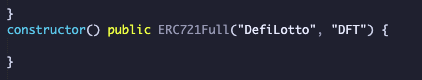 }
constructor() public ERC721Full("DefiLotto", "DFT") {
}